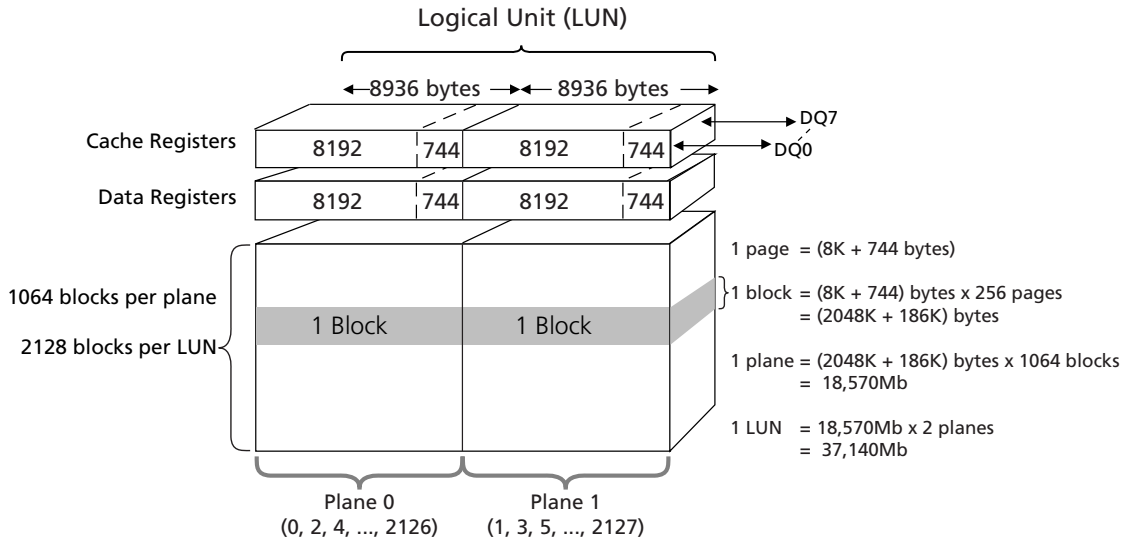 Logical Unit (LUN)
8936 bytes
8936 bytes
Cache Registers
8192
744
8192
744
DQ7
DQ0
Data Registers
8192
744
8192
744
1064 blocks per plane
2128 blocks per LUN
1 Block
1 Block
1 page = (8K + 744 bytes)
1 block = (8K + 744) bytes x 256 pages
= (2048K + 186K) bytes
1 plane = (2048K + 186K) bytes x 1064 blocks
= 18,570Mb
1 LUN = 18,570Mb x 2 planes
= 37,140Mb
Plane 0
(0, 2, 4, ..., 2126)
Plane 1
(1, 3, 5, ..., 2127)